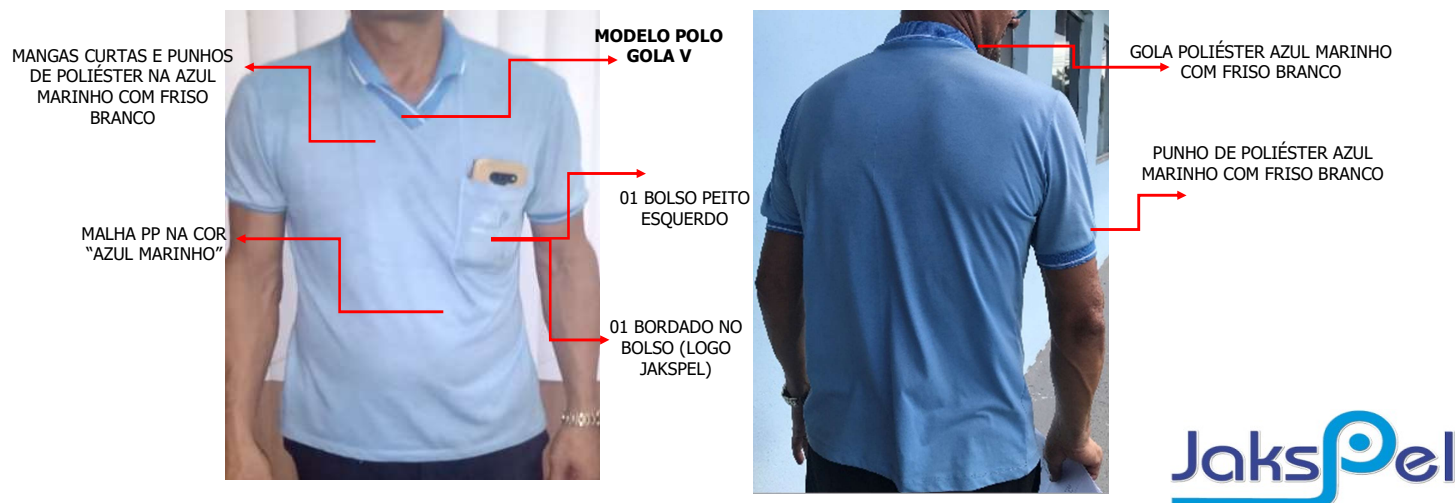 MANGAS CURTAS E PUNHOS
DE POLIÉSTER NA AZUL
MARINHO COM FRISO
BRANCO
MODELO POLO
GOLA V
MALHA PP NA COR
“AZUL MARINHO”
01 BOLSO PEITO
ESQUERDO
01 BORDADO NO
BOLSO (LOGO
JAKSPEL)
GOLA POLIÉSTER AZUL MARINHO
COM FRISO BRANCO
PUNHO DE POLIÉSTER AZUL
MARINHO COM FRISO BRANCO
JaksPel